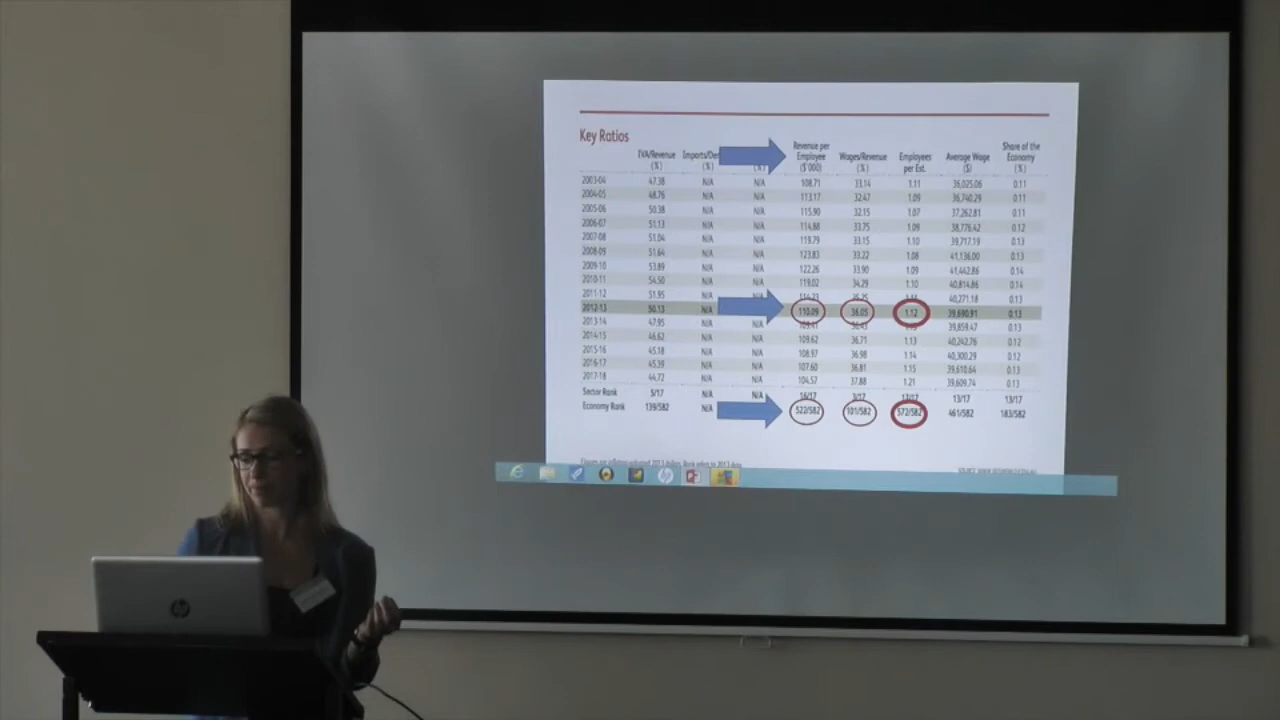 Key Ratios
IVA/Revenue (%) Imports/De (%) (%) Revenue per Employee ($'000) Wages/Revenue (%) Employees per Est. Average Wage ($) Share of the Economy (%)
2003-04 47.38 N/A N/A 108.71 33.14 1.11 36,025.06 0.11
2004-05 48.76 N/A N/A 113.17 32.47 1.09 36,740.29 0.11
2005-06 50.38 N/A N/A 115.90 32.15 1.07 37,262.81 0.11
2006-07 51.13 N/A N/A 114.88 33.75 1.09 38,776.42 0.12
2007-08 51.04 N/A N/A 119.79 33.15 1.10 39,717.19 0.13
2008-09 51.64 N/A N/A 123.83 33.22 1.08 41,136.00 0.13
2009-10 53.89 N/A N/A 122.26 33.90 1.09 41,442.86 0.14
2010-11 54.50 N/A N/A 119.02 34.29 1.10 40,814.86 0.14
2011-12 51.95 N/A 40,271.18 0.13
2012-13 50.13 N/A 110.09 36.05 1.12 39,690.91 0.13
2013-14 47.95 N/A N/A 39,859.47 0.13
2014-15 46.62 N/A N/A 109.62 36.71 1.13 40,242.76 0.12
2015-16 45.18 N/A N/A 108.97 36.98 1.14 40,300.29 0.12
2016-17 45.39 N/A N/A 107.60 36.81 1.15 39,610.64 0.13
2017-18 44.72 N/A N/A 104.57 37.88 1.21 39,609.74 0.13
Sector Rank 5/17 N/A N/A 13/17 13/17
Economy Rank 139/582 N/A 522/582 101/582 572/582 461/582 183/582
hp